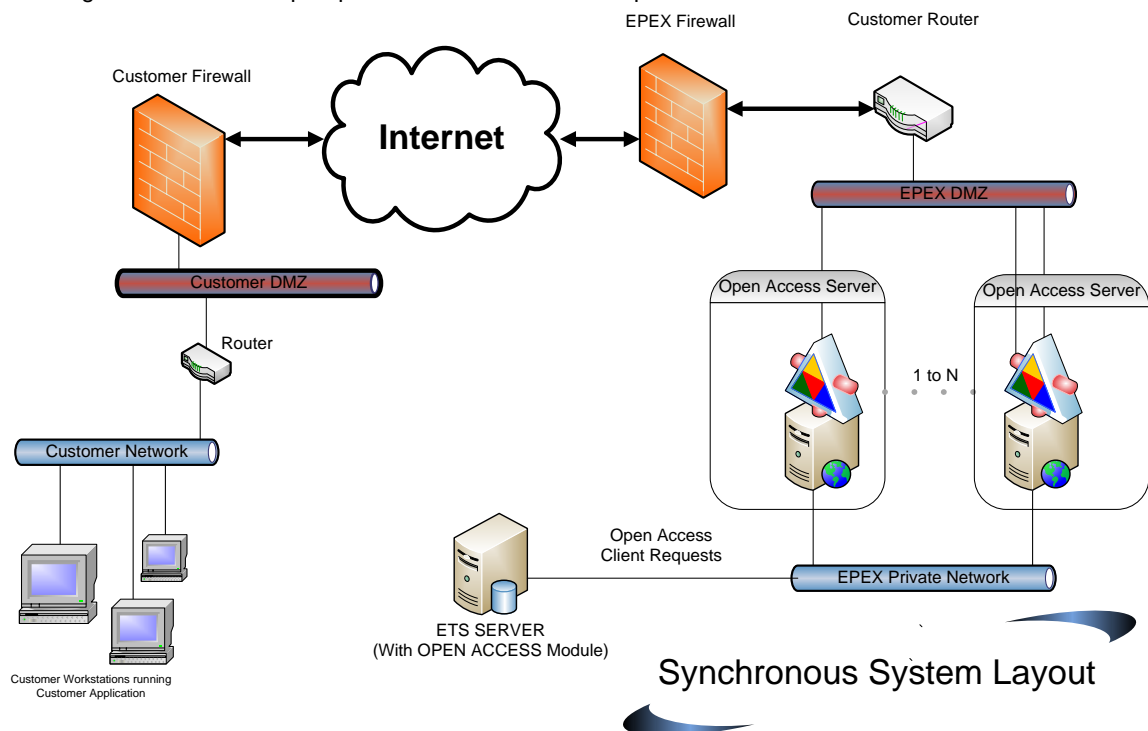 EPEX Firewall
Customer Router
Customer Firewall
Internet
EPEX DMZ
Customer DMZ
Open Access Server
Open Access Server
Router
1 to N
Customer Network
Open Access
Client Requests
EPEX Private Network
ETS SERVER
(With OPEN ACCESS Module)
Customer Workstations running
Customer Application
Synchronous System Layout